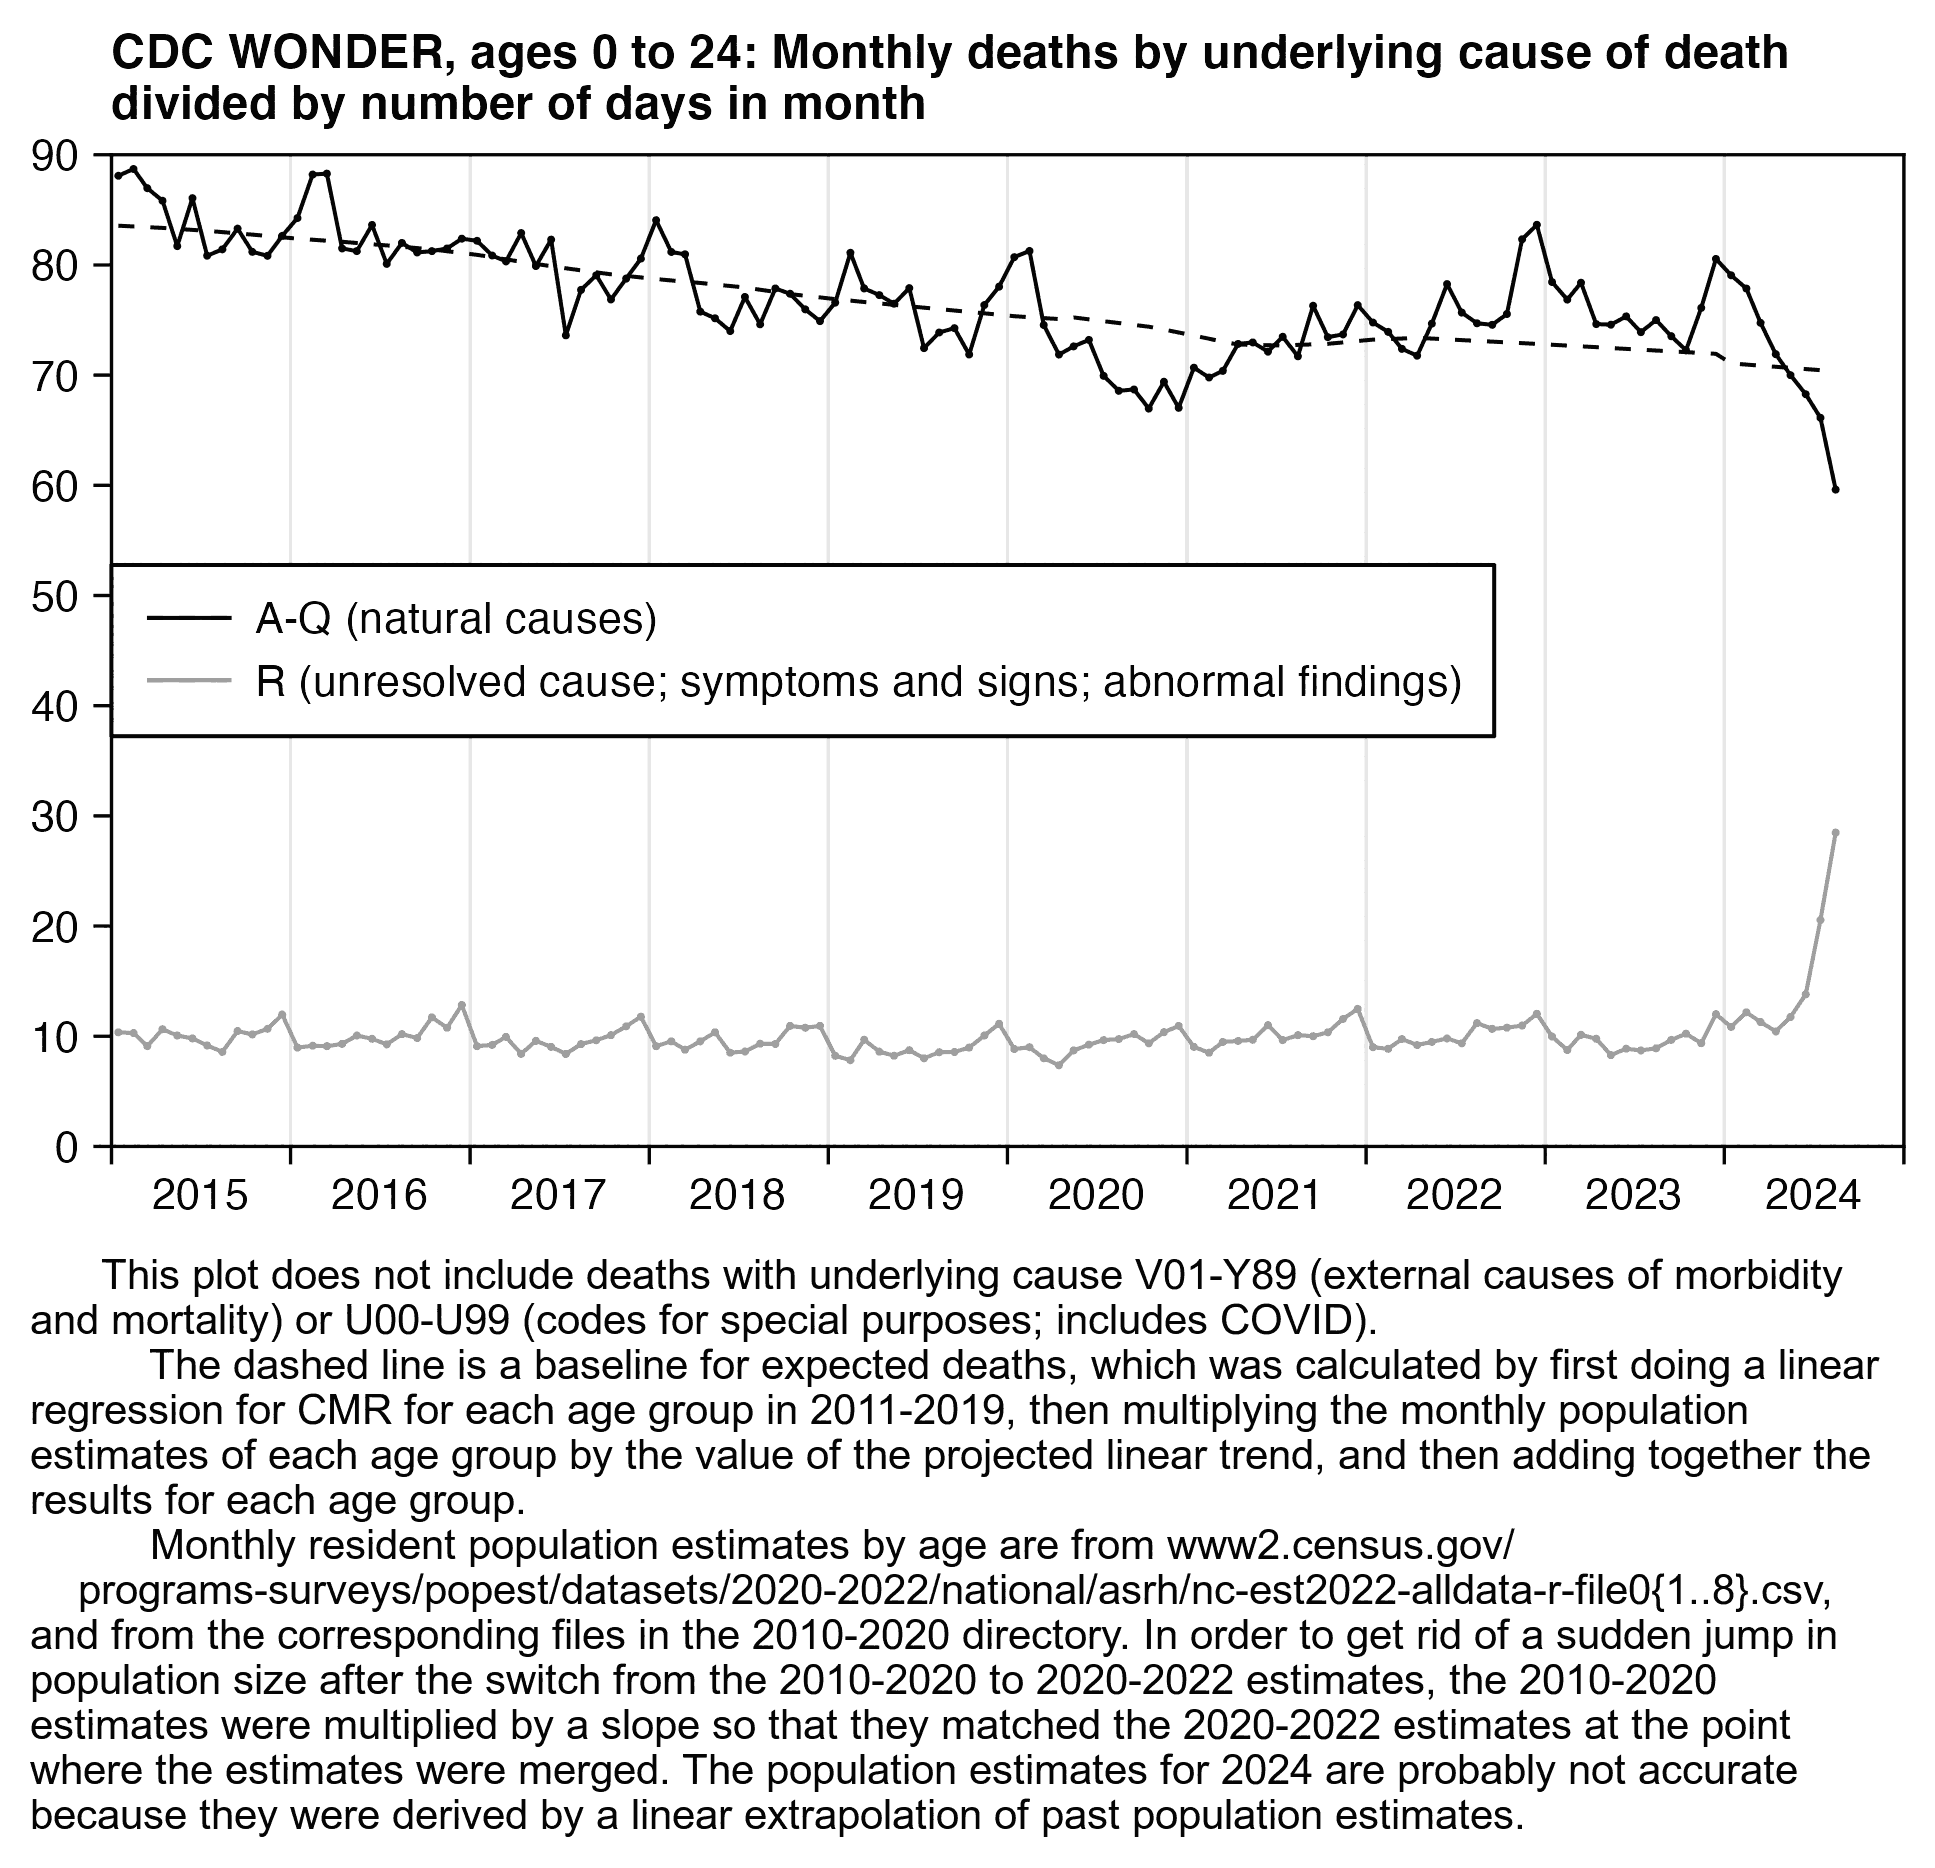 CDC WONDER, ages 0 to 24: Monthly deaths by underlying cause of death
divided by number of days in month
90
80
70
60
50
40
30
20
10
0
A-Q (natural causes)
R (unresolved cause; symptoms and signs; abnormal findings)
2015 2016 2017 2018 2019 2020 2021 2022 2023 2024
This plot does not include deaths with underlying cause V01-Y89 (external causes of morbidity
and mortality) or U00-U99 (codes for special purposes; includes COVID).
The dashed line is a baseline for expected deaths, which was calculated by first doing a linear
regression for CMR for each age group in 2011-2019, then multiplying the monthly population
estimates of each age group by the value of the projected linear trend, and then adding together the
results for each age group.
Monthly resident population estimates by age are from www2.census.gov/
programs-surveys/popest/datasets/2020-2022/national/asrh/nc-est2022-alldata-r-file0{1..8}.csv,
and from the corresponding files in the 2010-2020 directory. In order to get rid of a sudden jump in
population size after the switch from the 2010-2020 to 2020-2022 estimates, the 2010-2020
estimates were multiplied by a slope so that they matched the 2020-2022 estimates at the point
where the estimates were merged. The population estimates for 2024 are probably not accurate
because they were derived by a linear extrapolation of past population estimates.